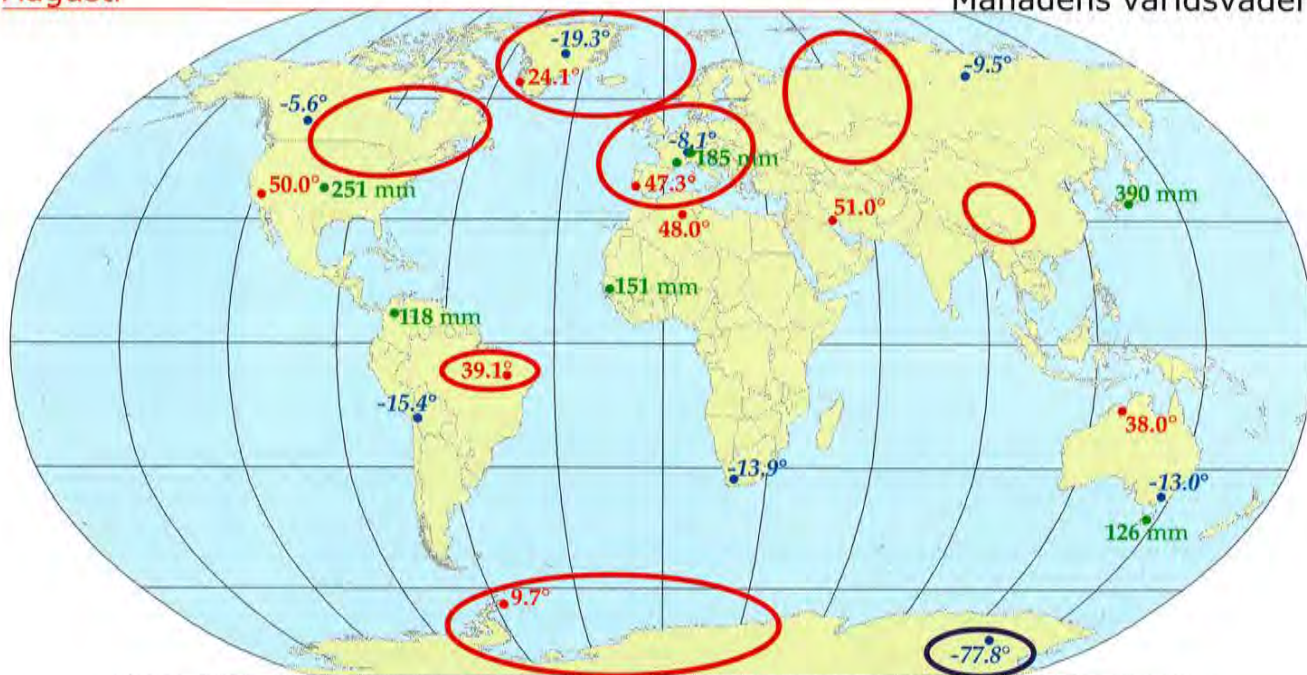 Augusti
Månadens världsväder
-19.3°
24.1°
-9.5°
-5.6°
-8.1°
185 mm
50.0°
251 mm
47.3°
48.0°
51.0°
390 mm
151 mm
118 mm
39.1°
-15.4°
38.0°
-13.9°
-13.0°
126 mm
9.7°
-77.8°